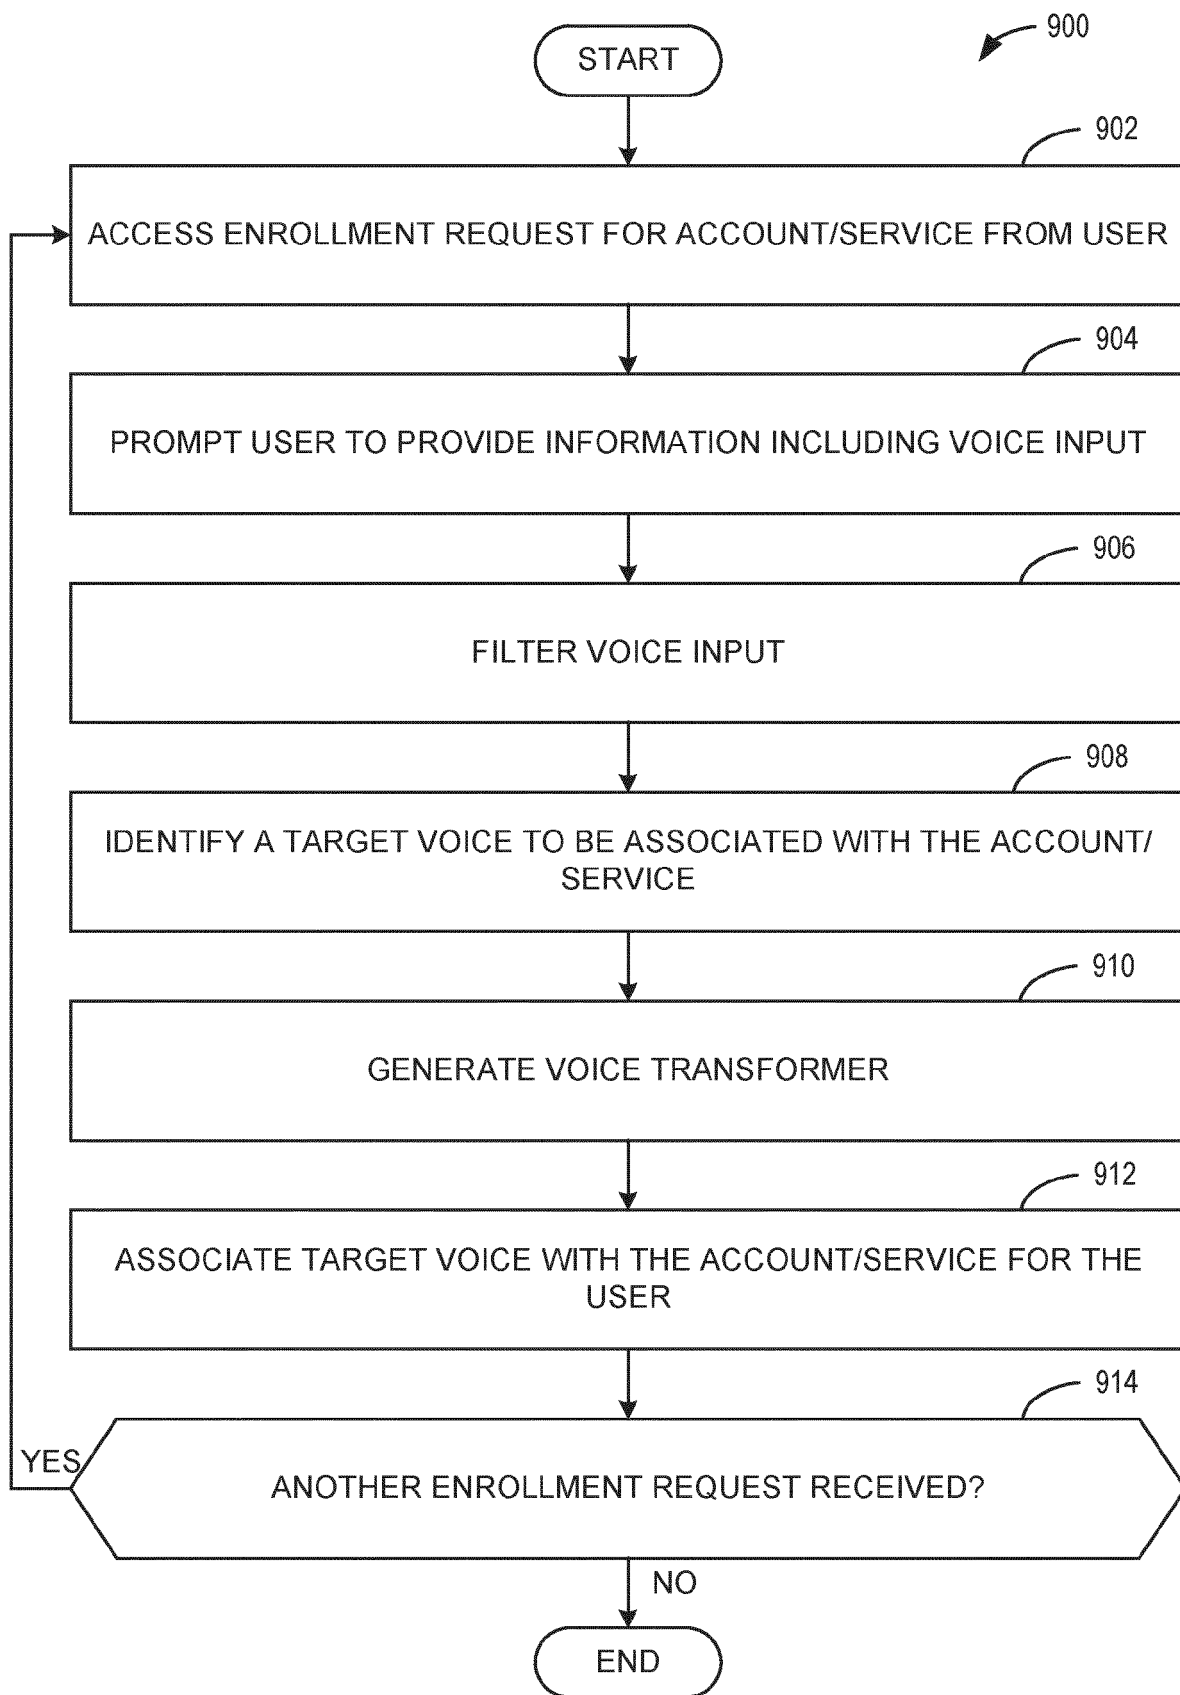 900
START
902
ACCESS ENROLLMENT REQUEST FOR ACCOUNT/SERVICE FROM USER
904
PROMPT USER TO PROVIDE INFORMATION INCLUDING VOICE INPUT
906
FILTER VOICE INPUT
908
IDENTIFY A TARGET VOICE TO BE ASSOCIATED WITH THE ACCOUNT/
SERVICE
910
GENERATE VOICE TRANSFORMER
912
ASSOCIATE TARGET VOICE WITH THE ACCOUNT/SERVICE FOR THE
USER
914
YES
ANOTHER ENROLLMENT REQUEST RECEIVED?
NO
END